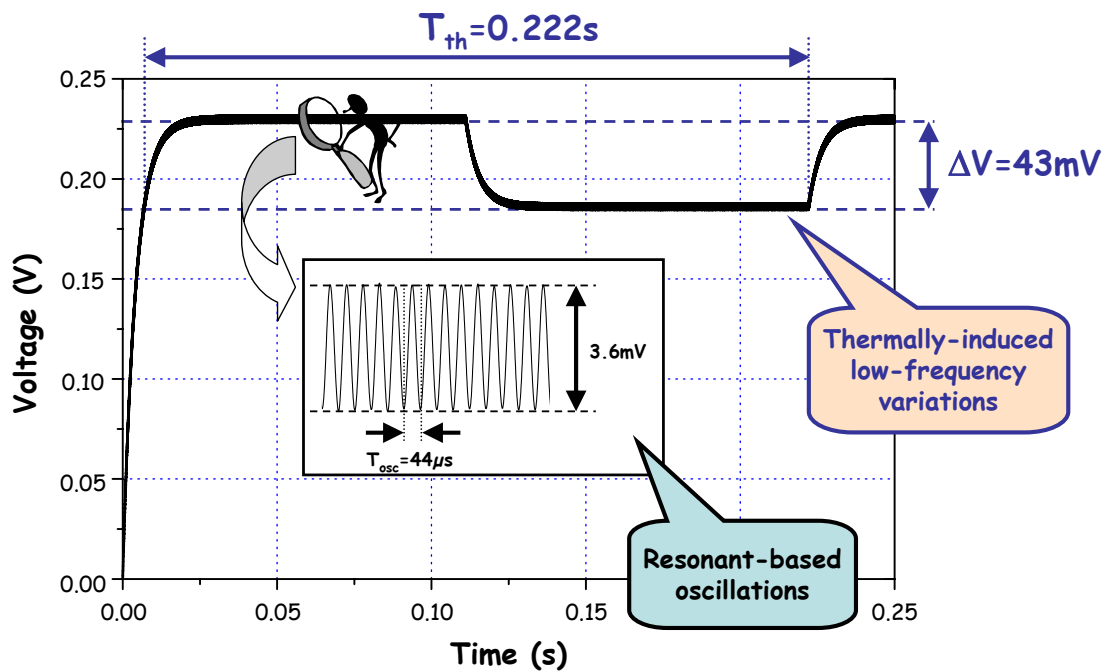 T_th=0.222s
0.25
0.20
0.15
0.10
0.05
0.00
Voltage (V)
ΔV=43mV
3.6mV
T_osc=44µs
Thermally-induced
low-frequency
variations
Resonant-based
oscillations
0.00
0.05
0.10
0.15
0.25
Time (s)